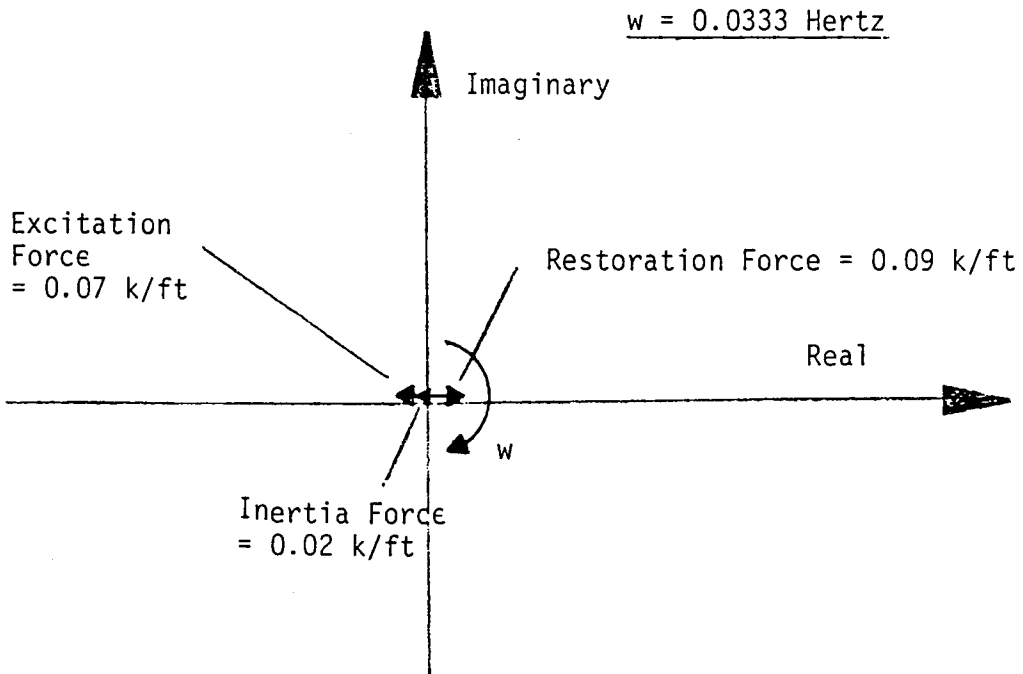 w = 0.0333 Hertz
Imaginary
Excitation
Force
= 0.07 k/ft
Restoration Force = 0.09 k/ft
Real
w
Inertia Force
= 0.02 k/ft